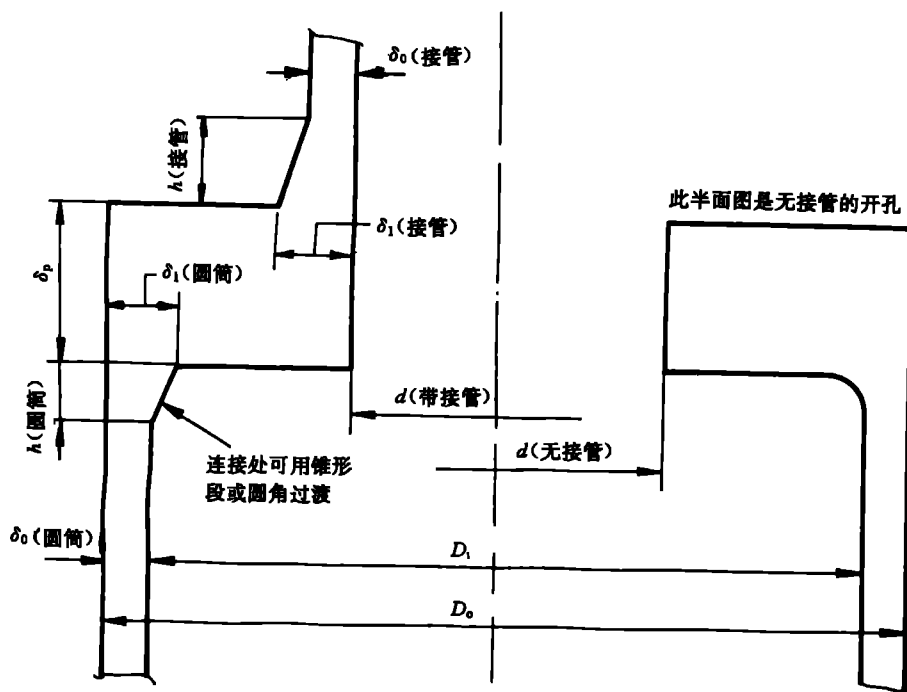 δ₀(接管)
h(接管)
此半面图是无接管的开孔
δ₁(接管)
δₚ
δ₁(圆筒)
h(圆筒)
d(带接管)
d(无接管)
连接处可用锥形
段或圆角过渡
δ₀(圆筒)
Dᵢ
Dₒ